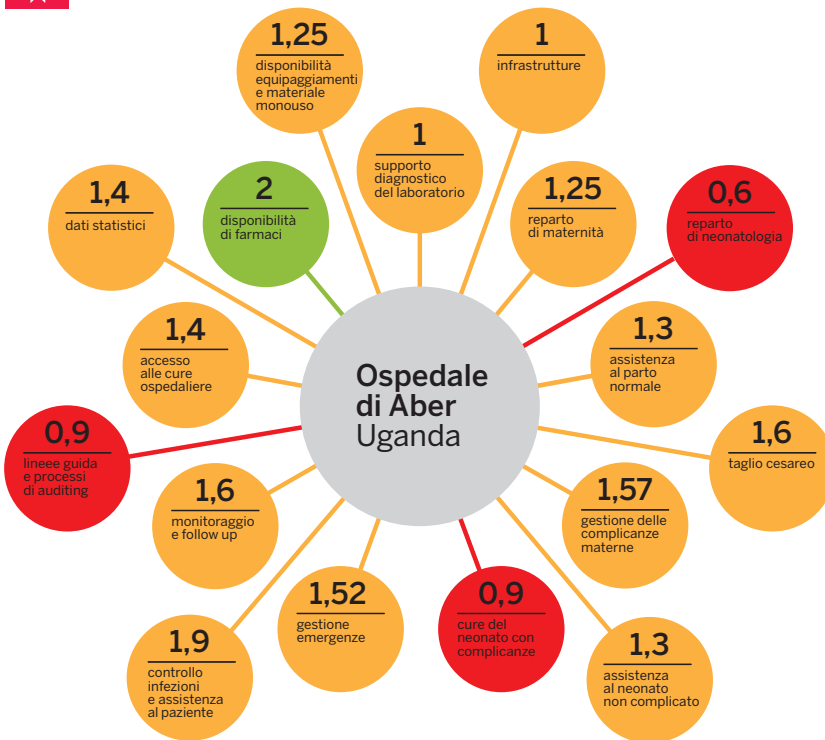 1,25
disponibilità
equipaggiamenti
e materiale
monouso
1
infrastrutture
1
supporto
diagnostico
del laboratorio
1,4
dati statistici
2
disponibilità
di farmaci
1,25
reparto
di maternità
0,6
reparto
di neonatologia
1,4
accesso
alle cure
ospedaliere
1,3
assistenza
al parto
normale
Ospedale
di Aber
Uganda
0,9
lineee guida
e processi
di auditing
1,6
taglio cesareo
1,6
monitoraggio
e follow up
1,57
gestione delle
complicanze
materne
1,52
gestione
emergenze
0,9
cure del
neonato con
complicanze
1,9
controllo
infezioni
e assistenza
al paziente
1,3
assistenza
al neonato
non complicato